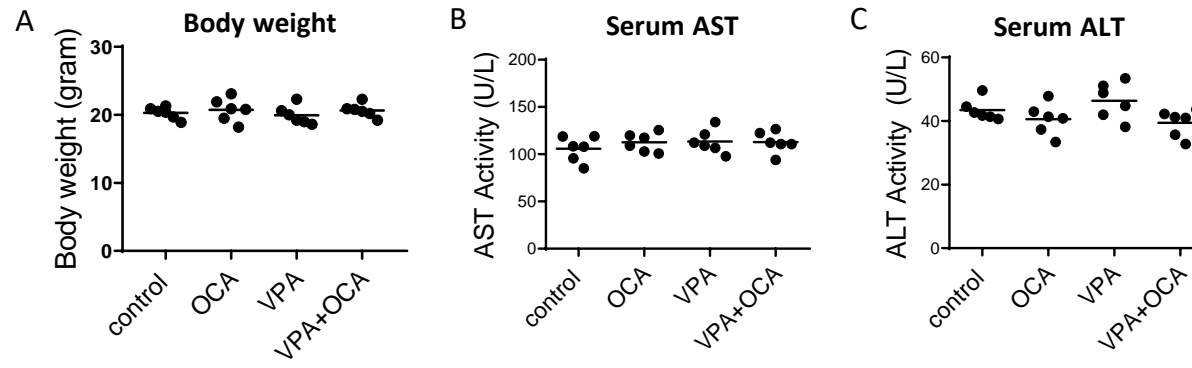 A
Body weight
Body weight (gram)
30
20
10
0
control
OCA
VPA
VPA+OCA
B
Serum AST
AST Activity (U/L)
200
150
100
50
0
control
OCA
VPA
VPA+OCA
C
Serum ALT
ALT Activity (U/L)
60
40
20
0
control
OCA
VPA
VPA+OCA